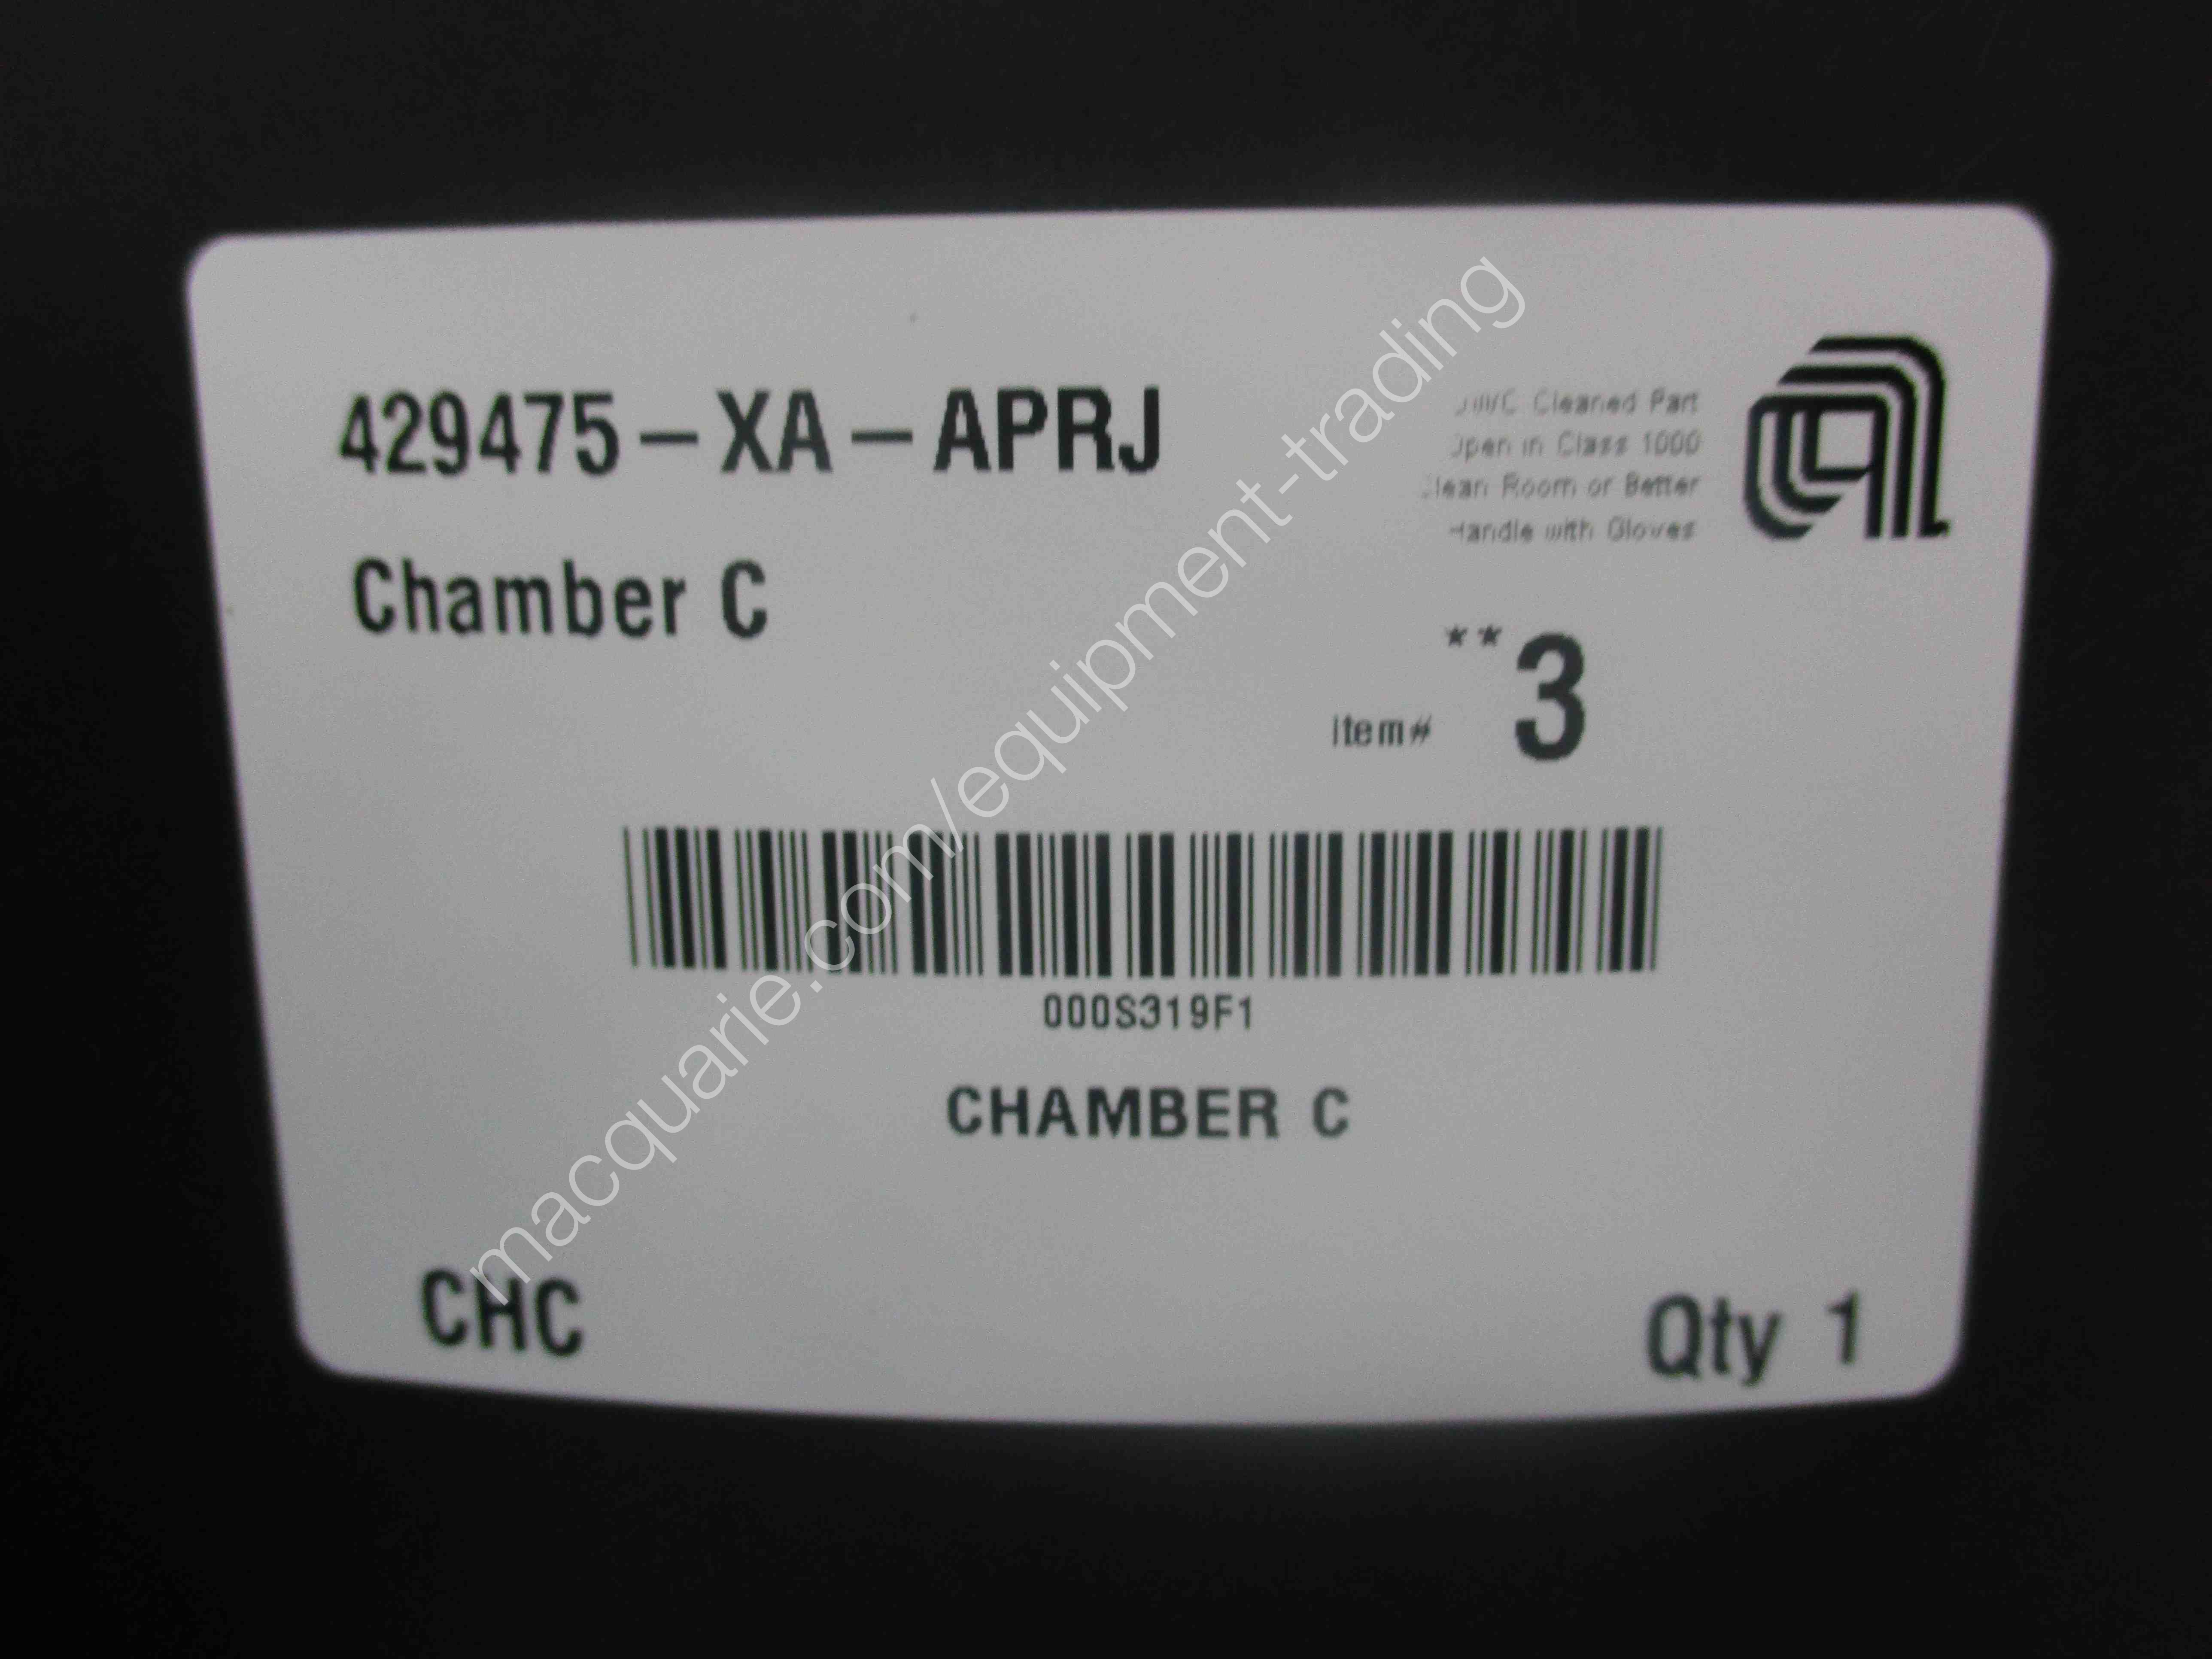 429475-XA-APRJ
Cleaned Part
Open in Class 1000
Clean Room or Better
Handle with Gloves
Chamber C
**3
Item#
000S319F1
CHAMBER C
CHC
Qty 1
macquarie.com/equipment-trading